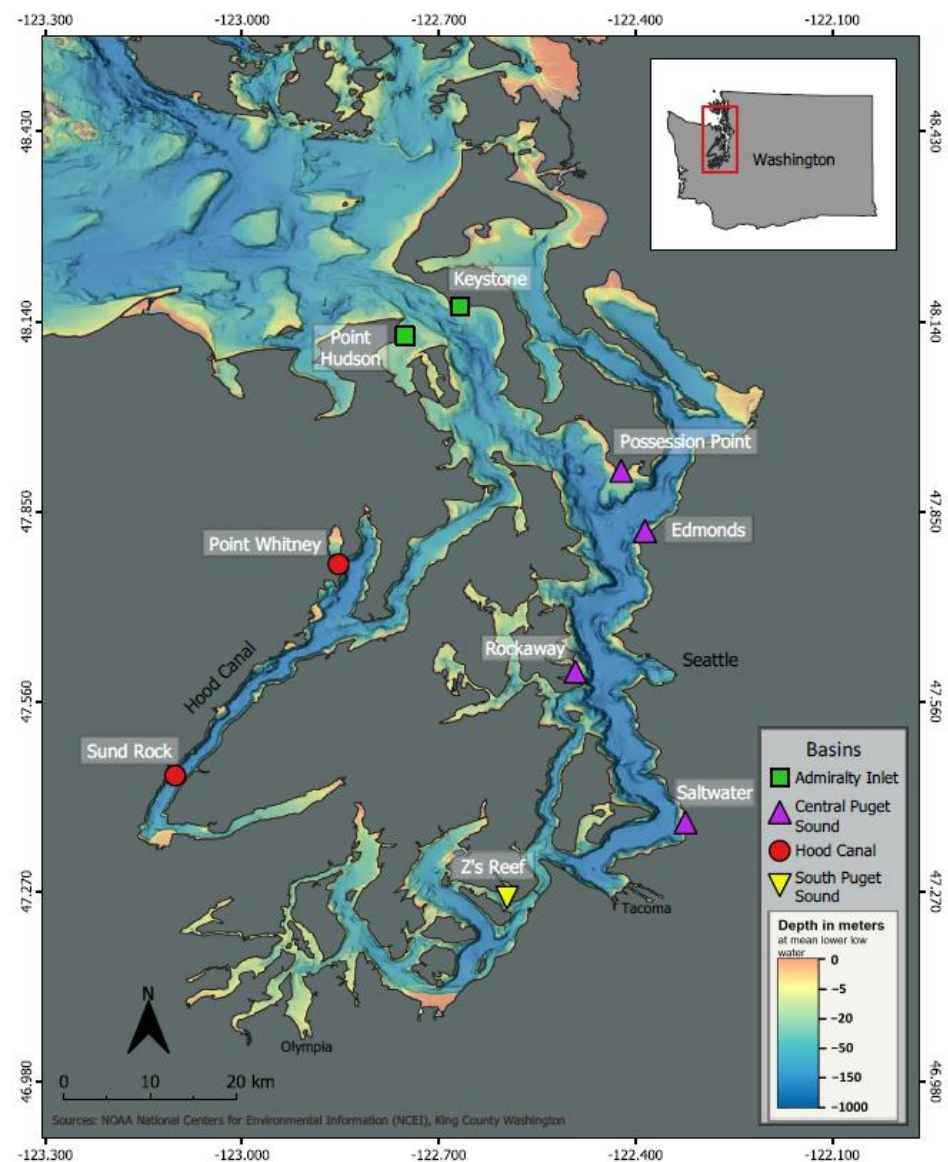 -123.300 -123.000 -122.700 -122.400 -122.100
48.430
48.430
Washington
Keystone
48.140
48.140
Point
Hudson
Possession Point
47.850
47.850
Edmonds
Point Whitney
Rockaway
Seattle
Hood Canal
47.560
47.560
Sund Rock
Saltwater
Z's Reef
47.270
47.270
Tacoma
Olympia
N
0 10 20 km
46.980
46.980
Basins
Admiralty Inlet
Central Puget
Sound
Hood Canal
South Puget
Sound
Depth in meters
at mean lower low
water
0
−5
−20
−50
−150
−1000
Sources: NOAA National Centers for Environmental Information (NCEI), King County Washington
-123.300 -123.000 -122.700 -122.400 -122.100